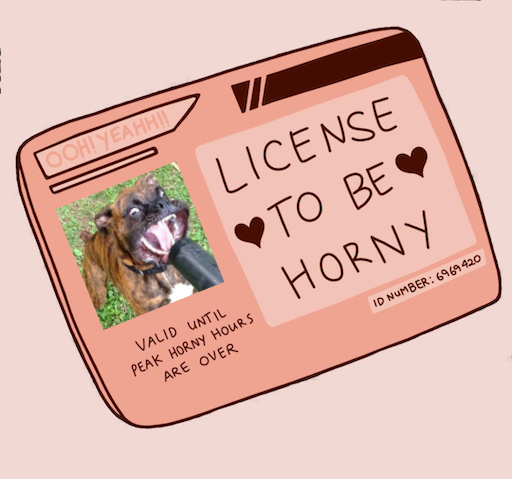 OOH! YEAHH!!
LICENSE
TO BE
HORNY
ID NUMBER: 6969420
VALID UNTIL
PEAK HORNY HOURS
ARE OVER